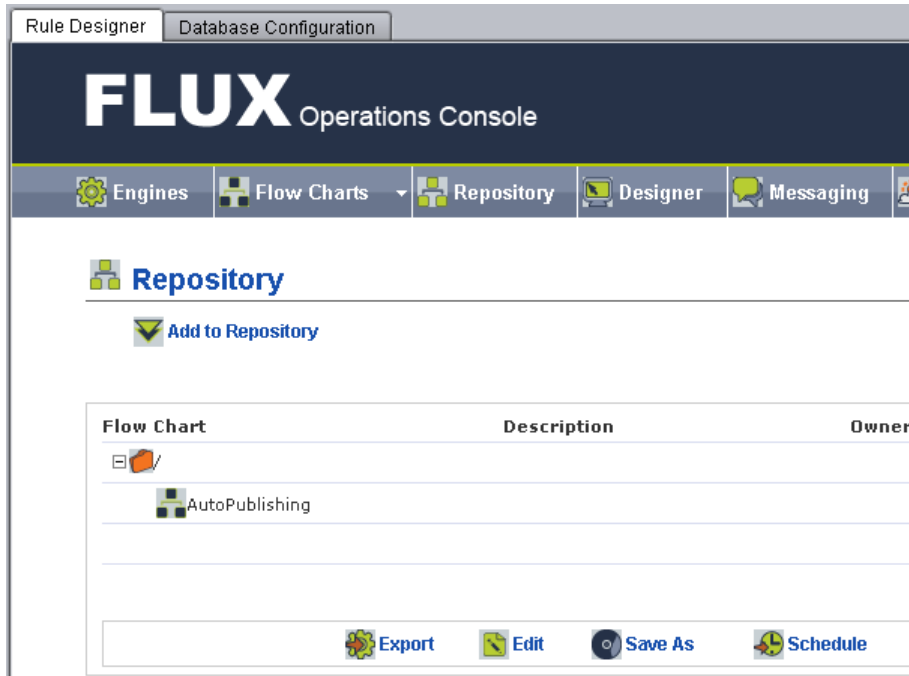 Rule Designer Database Configuration
FLUX Operations Console
Engines Flow Charts Repository Designer Messaging
Repository
Add to Repository
Flow Chart Description Owner
/
AutoPublishing
Export Edit Save As Schedule